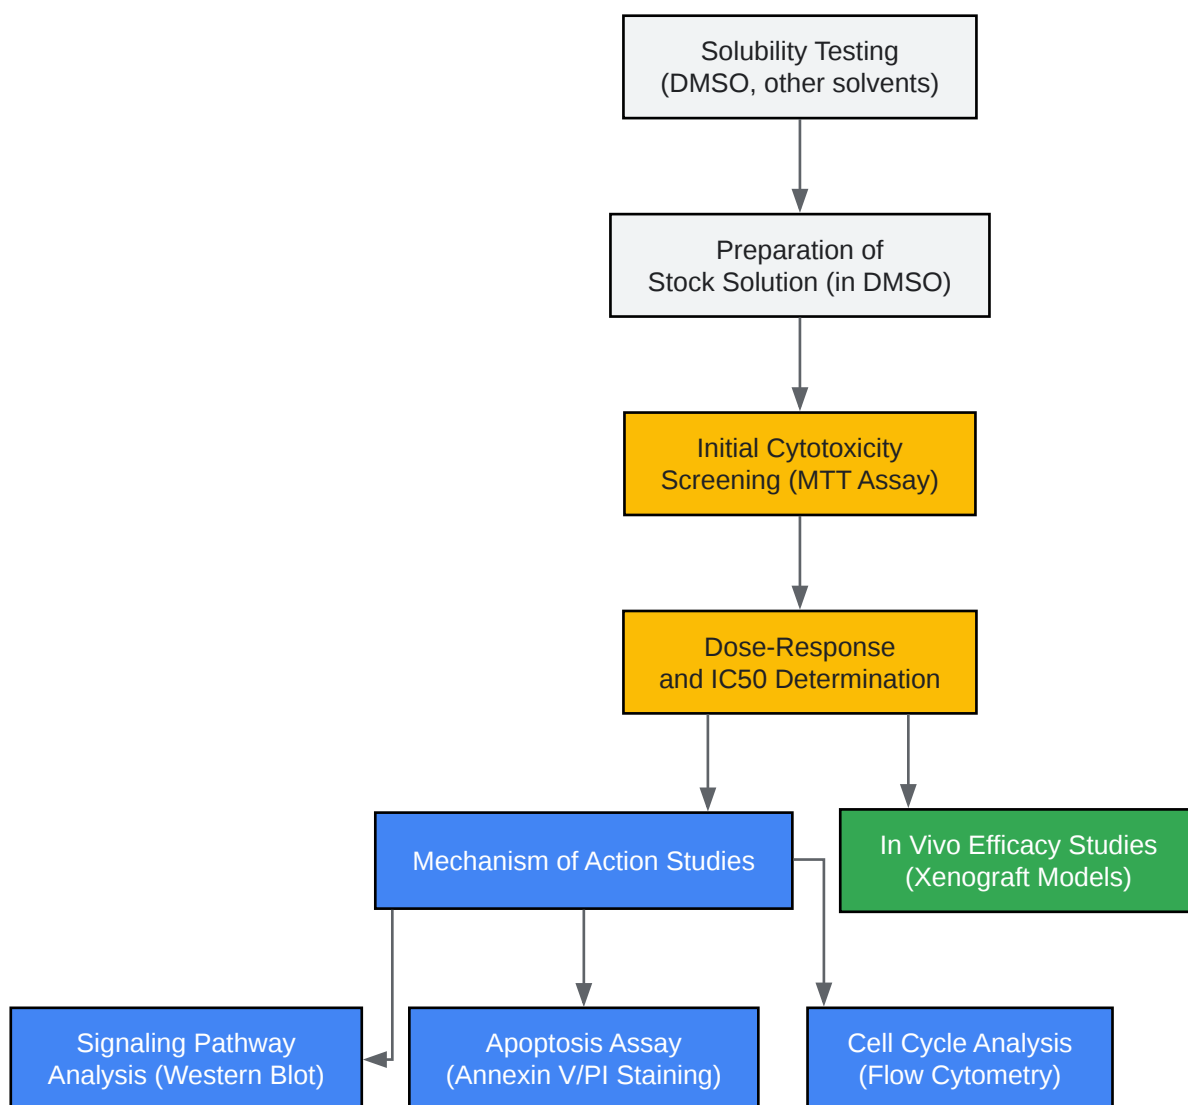 Solubility Testing
(DMSO, other solvents)
Preparation of
Stock Solution (in DMSO)
Initial Cytotoxicity
Screening (MTT Assay)
Dose-Response
and IC50 Determination
Mechanism of Action Studies
In Vivo Efficacy Studies
(Xenograft Models)
Signaling Pathway
Analysis (Western Blot)
Apoptosis Assay
(Annexin V/PI Staining)
Cell Cycle Analysis
(Flow Cytometry)